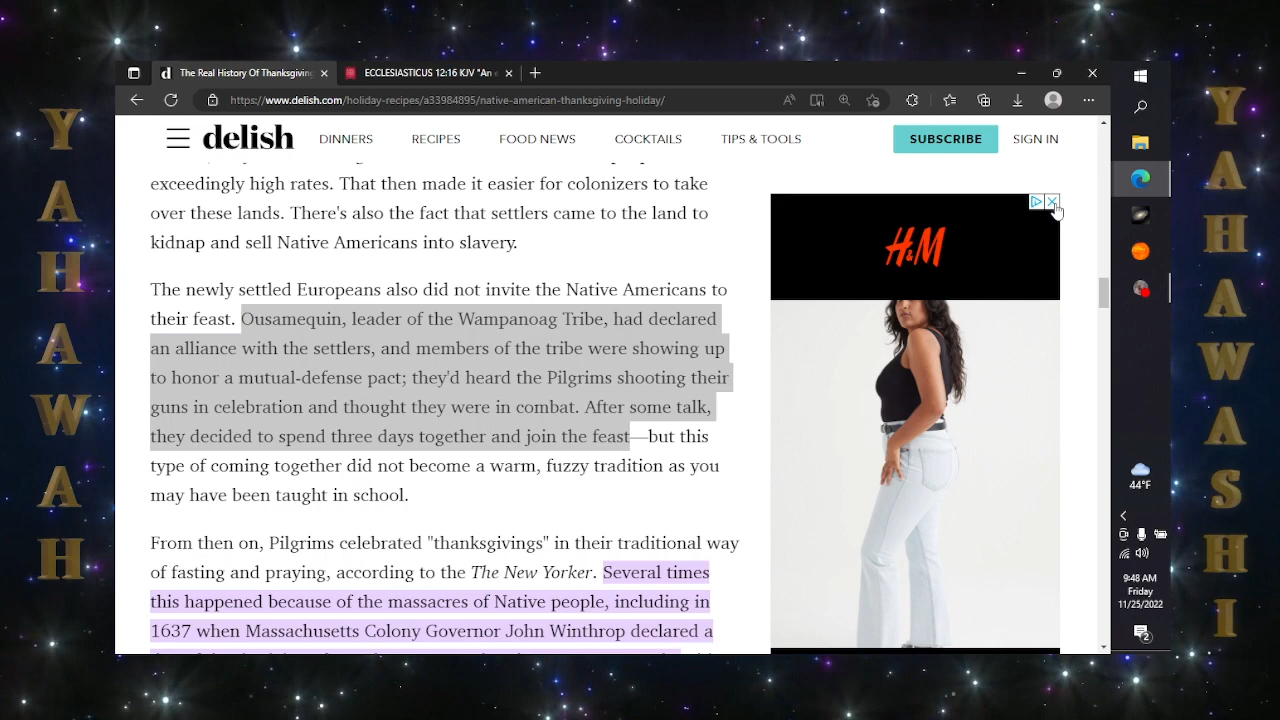 YAHAWAH
The Real History Of Thanksgiving
ECCLESIASTICUS 12:16 KJV "An e
https://www.delish.com/holiday-recipes/a33984895/native-american-thanksgiving-holiday/
delish
DINNERS
RECIPES
FOOD NEWS
COCKTAILS
TIPS & TOOLS
SUBSCRIBE
SIGN IN
exceedingly high rates. That then made it easier for colonizers to take
over these lands. There's also the fact that settlers came to the land to
kidnap and sell Native Americans into slavery.
The newly settled Europeans also did not invite the Native Americans to
their feast. Ousamequin, leader of the Wampanoag Tribe, had declared
an alliance with the settlers, and members of the tribe were showing up
to honor a mutual-defense pact; they'd heard the Pilgrims shooting their
guns in celebration and thought they were in combat. After some talk,
they decided to spend three days together and join the feast—but this
type of coming together did not become a warm, fuzzy tradition as you
may have been taught in school.
From then on, Pilgrims celebrated "thanksgivings" in their traditional way
of fasting and praying, according to the The New Yorker. Several times
this happened because of the massacres of Native people, including in
1637 when Massachusetts Colony Governor John Winthrop declared a
H&M
44°F
9:48 AM
Friday
11/25/2022
2
YAHAWASHI